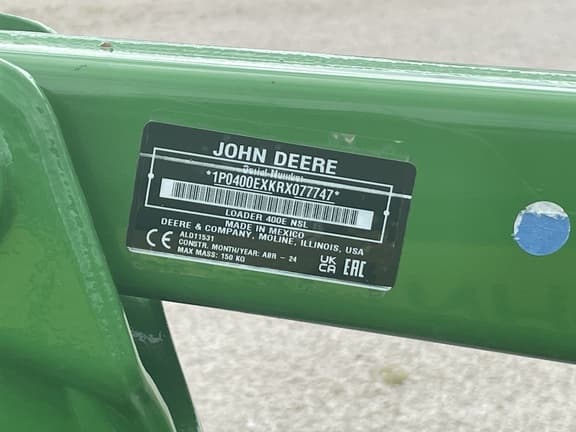 JOHN DEERE
Serial Number
*1P0400EXKRX077747*
LOADER 400E NSL
MADE IN MEXICO
DEERE & COMPANY, MOLINE, ILLINOIS, USA
CE ALO11531
CONSTR. MONTH/YEAR: ABR - 24
MAX MASS: 150 KG
UK
CA
EAC